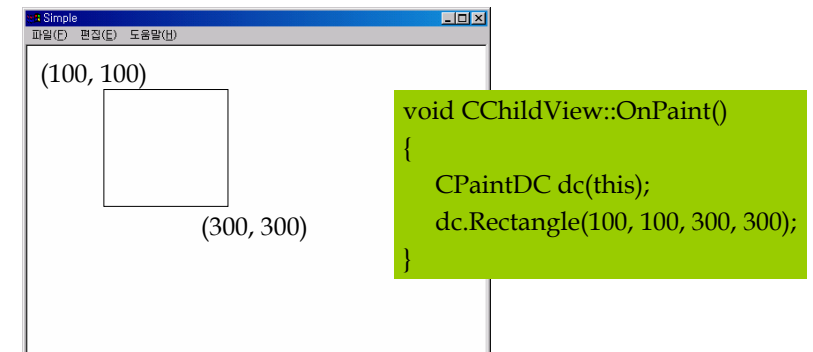 Simple
파일(F) 편집(E) 도움말(H)
(100, 100)
(300, 300)
void CChildView::OnPaint()
{
CPaintDC dc(this);
dc.Rectangle(100, 100, 300, 300);
}